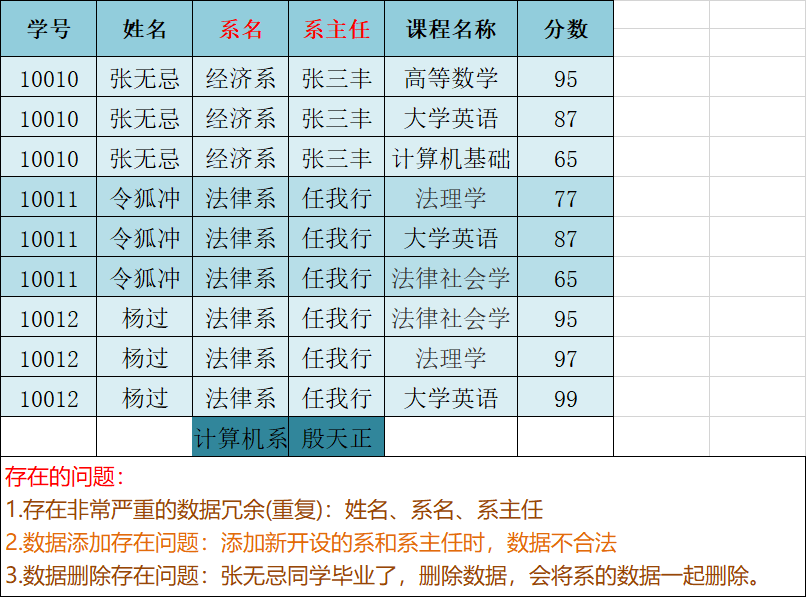 学号 姓名 系名 系主任 课程名称 分数
10010 张无忌 经济系 张三丰 高等数学 95
10010 张无忌 经济系 张三丰 大学英语 87
10010 张无忌 经济系 张三丰 计算机基础 65
10011 令狐冲 法律系 任我行 法理学 77
10011 令狐冲 法律系 任我行 大学英语 87
10011 令狐冲 法律系 任我行 法律社会学 65
10012 杨过 法律系 任我行 法律社会学 95
10012 杨过 法律系 任我行 法理学 97
10012 杨过 法律系 任我行 大学英语 99
计算机系 殷天正
存在的问题：
1.存在非常严重的数据冗余(重复)：姓名、系名、系主任
2.数据添加存在问题：添加新开设的系和系主任时，数据不合法
3.数据删除存在问题：张无忌同学毕业了，删除数据，会将系的数据一起删除。